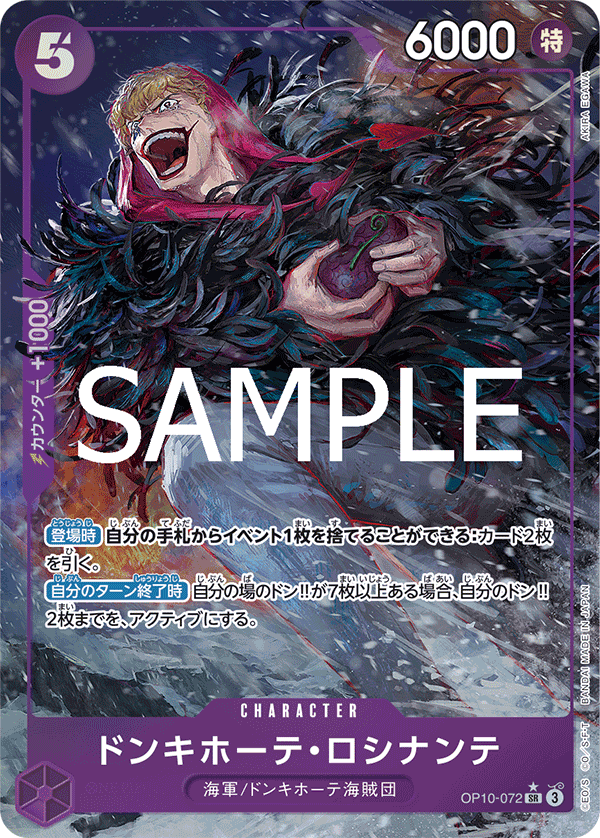 5
6000 特
AKIRA EGAWA
カウンター +1000
SAMPLE
登場時 自分の手札からイベント1枚を捨てることができる:カード2枚
を引く。
自分のターン終了時 自分の場のドン!!が7枚以上ある場合、自分のドン!!
2枚までを、アクティブにする。
©E.O/S. ©O/S・F・T BANDAI MADE IN JAPAN
CHARACTER
ドンキホーテ・ロシナンテ
海軍/ドンキホーテ海賊団
OP10-072 SR 3